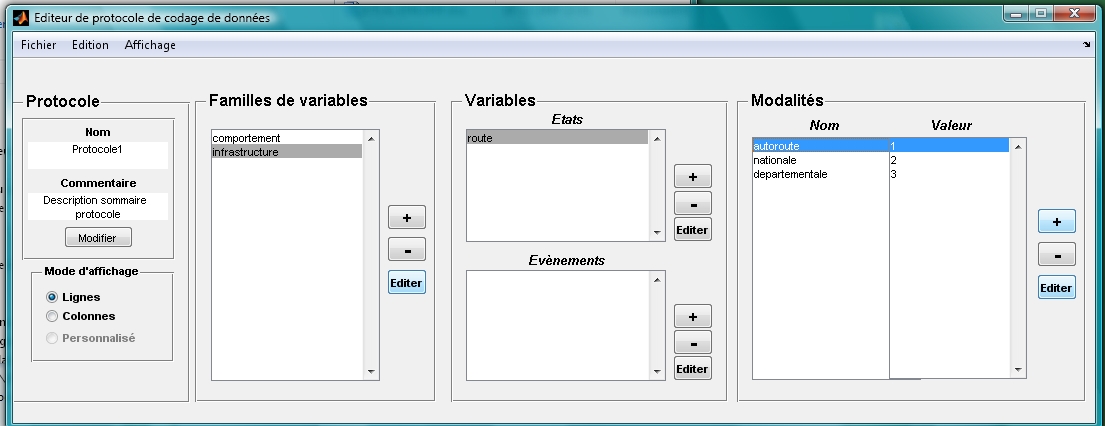 Editeur de protocole de codage de données
Fichier Edition Affichage
Protocole
Nom
Protocole1
Commentaire
Description sommaire
protocole
Modifier
Mode d'affichage
Lignes
Colonnes
Personnalisé
Familles de variables
comportement
infrastructure
+
-
Editer
Variables
Etats
route
+
-
Editer
Evènements
+
-
Editer
Modalités
Nom Valeur
autoroute 1
nationale 2
departementale 3
+
-
Editer